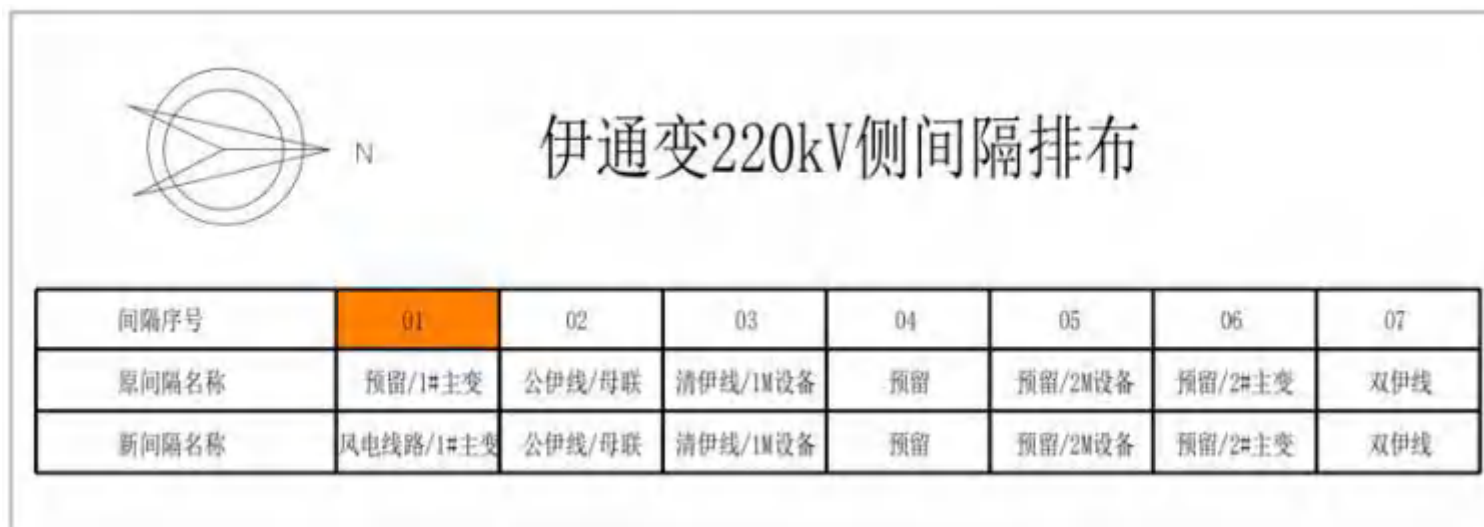 N
伊通变220kV侧间隔排布
间隔序号 01 02 03 04 05 06 07
原间隔名称 预留/1#主变 公伊线/母联 清伊线/1M设备 预留 预留/2M设备 预留/2#主变 双伊线
新间隔名称 风电线路/1#主变 公伊线/母联 清伊线/1M设备 预留 预留/2M设备 预留/2#主变 双伊线